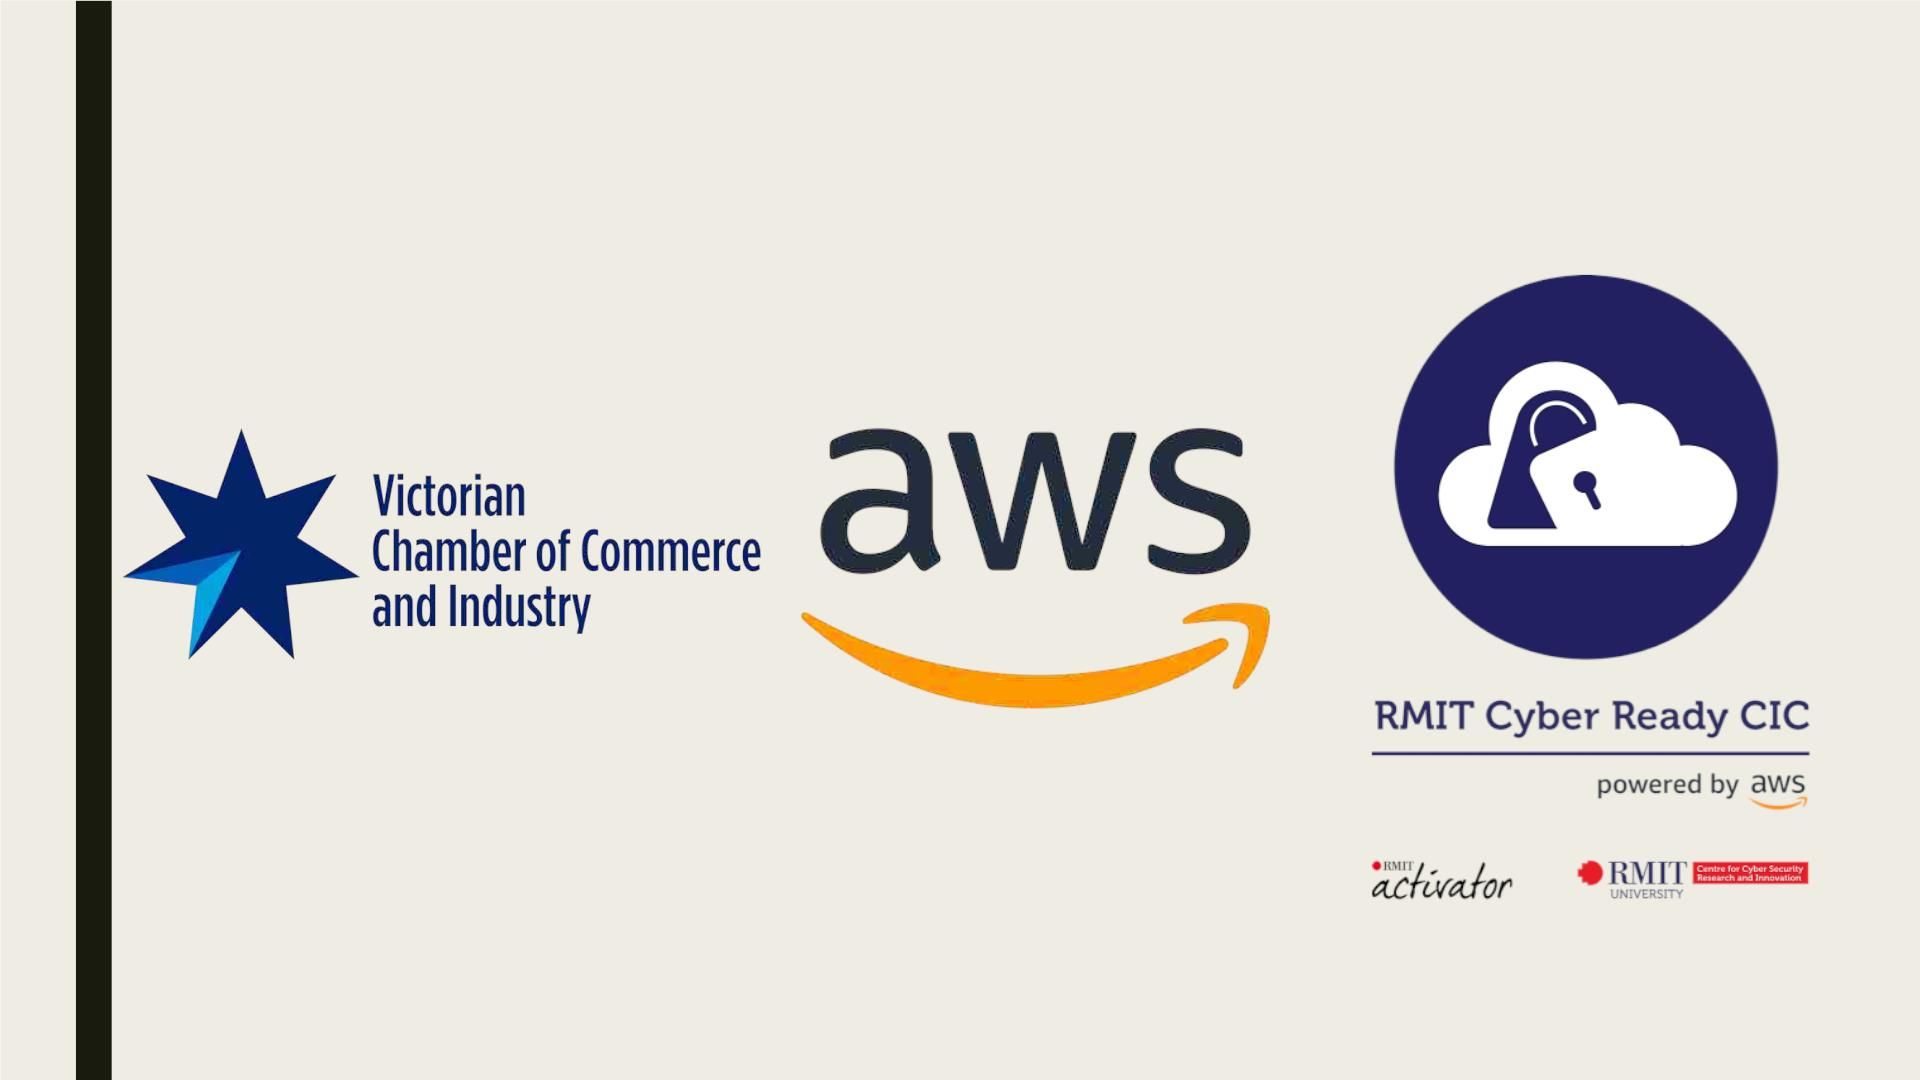 Victorian
Chamber of Commerce
and Industry
aws
RMIT Cyber Ready CIC
powered by aws
RMIT
activator
RMIT
UNIVERSITY
Centre for Cyber Security
Research and Innovation